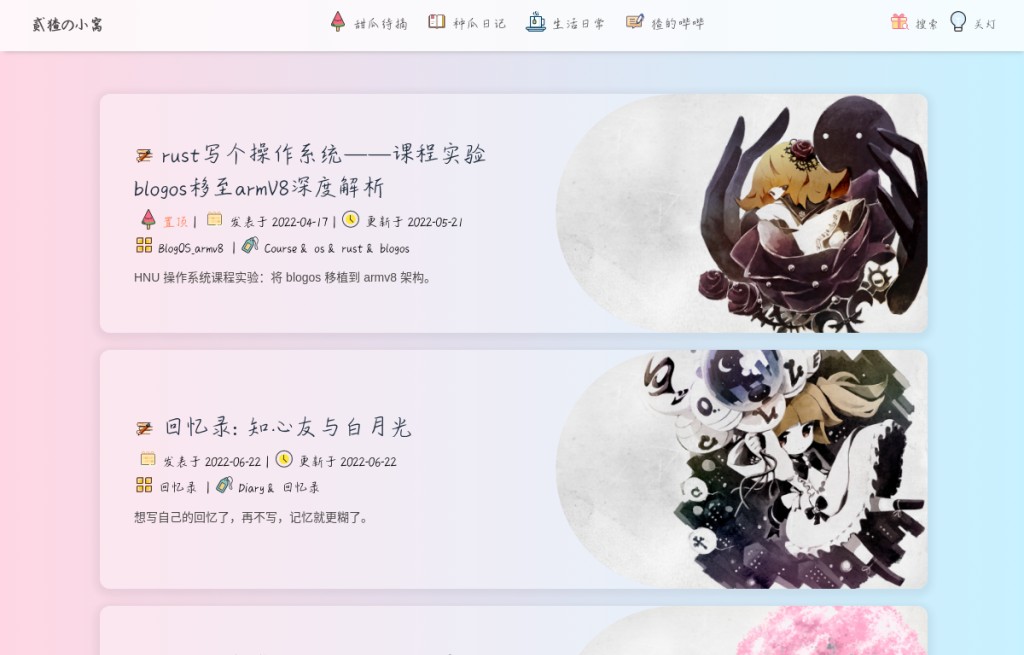 贰猹の小窝
甜瓜待摘 种瓜日记 生活日常 猹的哔哔 搜索 关灯
rust写个操作系统——课程实验
blogos移至armV8深度解析
置顶 | 发表于 2022-04-17 | 更新于 2022-05-21
BlogOS_armv8 | Course & os & rust & blogos
HNU 操作系统课程实验：将 blogos 移植到 armv8 架构。
回忆录：知心友与白月光
发表于 2022-06-22 | 更新于 2022-06-22
回忆录 | Diary & 回忆录
想写自己的回忆了，再不写，记忆就更糊了。